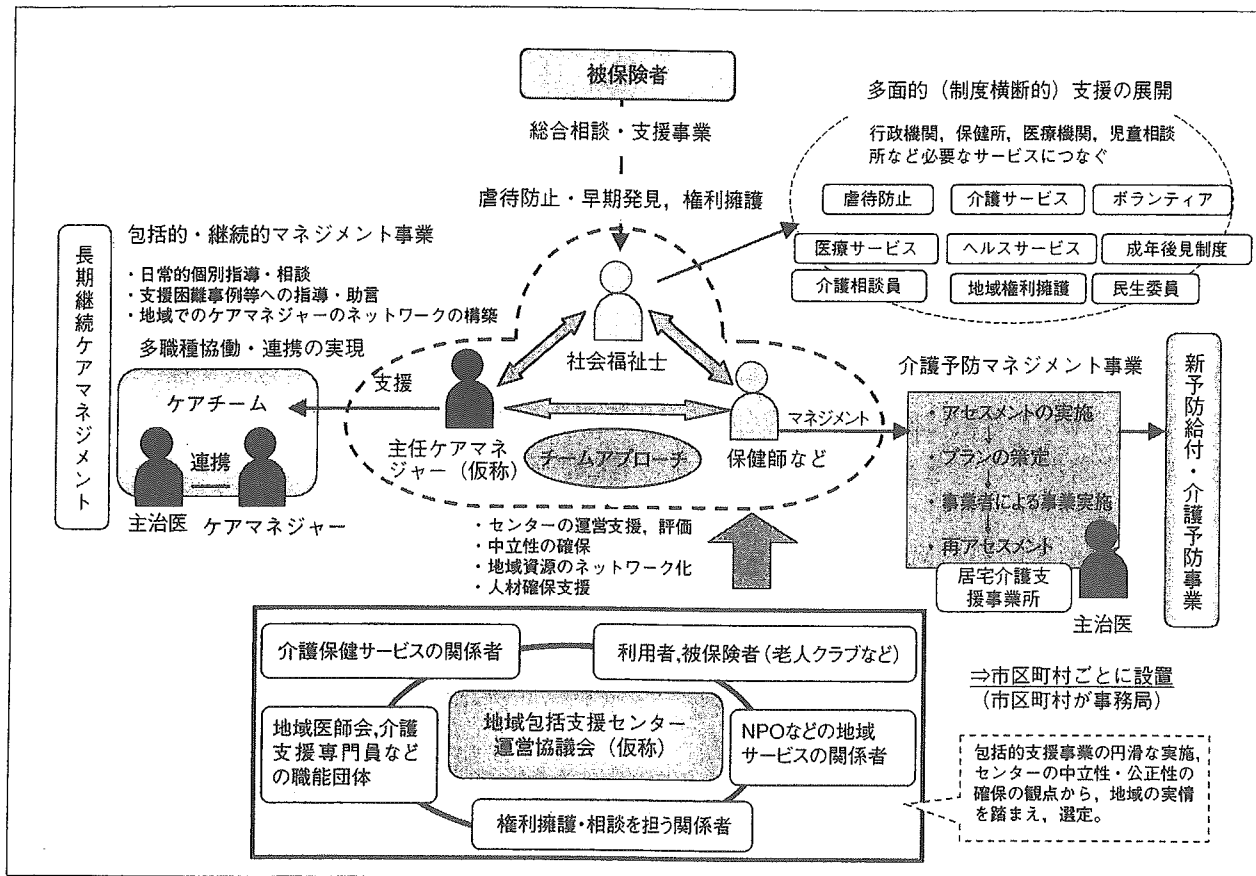 被保険者
総合相談・支援事業
虐待防止・早期発見，権利擁護
多面的（制度横断的）支援の展開
行政機関，保健所，医療機関，児童相談
所など必要なサービスにつなぐ
虐待防止
介護サービス
ボランティア
医療サービス
ヘルスサービス
成年後見制度
介護相談員
地域権利擁護
民生委員
長期継続ケアマネジメント
包括的・継続的マネジメント事業
・日常的個別指導・相談
・支援困難事例等への指導・助言
・地域でのケアマネジャーのネットワークの構築
多職種協働・連携の実現
ケアチーム
連携
主治医
ケアマネジャー
支援
社会福祉士
主任ケアマネ
ジャー（仮称）
チームアプローチ
保健師など
マネジメント
介護予防マネジメント事業
・アセスメントの実施
・プランの策定
・事業者による事業実施
・再アセスメント
居宅介護支
援事業所
主治医
新予防給付・介護予防事業
・センターの運営支援，評価
・中立性の確保
・地域資源のネットワーク化
・人材確保支援
介護保健サービスの関係者
利用者,被保険者（老人クラブなど）
地域医師会,介護
支援専門員など
の職能団体
地域包括支援センター
運営協議会（仮称）
NPOなどの地域
サービスの関係者
権利擁護・相談を担う関係者
⇒市区町村ごとに設置
（市区町村が事務局）
包括的支援事業の円滑な実施，
センターの中立性・公正性の
確保の観点から，地域の実情
を踏まえ，選定。